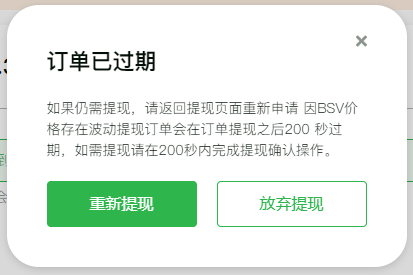 订单已过期
如果仍需提现，请返回提现页面重新申请 因BSV价
格存在波动提现订单会在订单提现之后200 秒过
期，如需提现请在200秒内完成提现确认操作。
重新提现
放弃提现